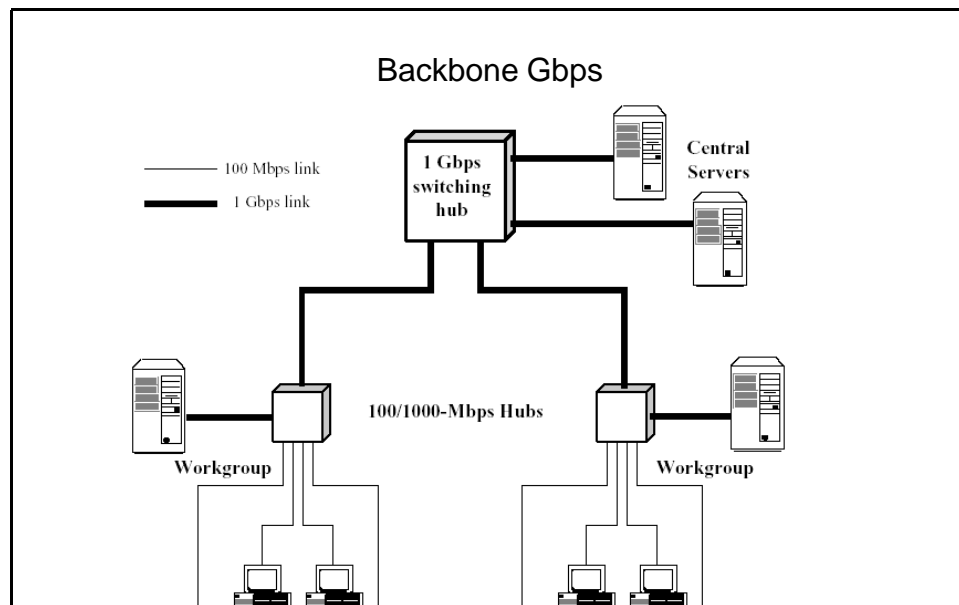 Backbone Gbps
100 Mbps link
1 Gbps link
1 Gbps
switching
hub
Central
Servers
100/1000-Mbps Hubs
Workgroup
Workgroup